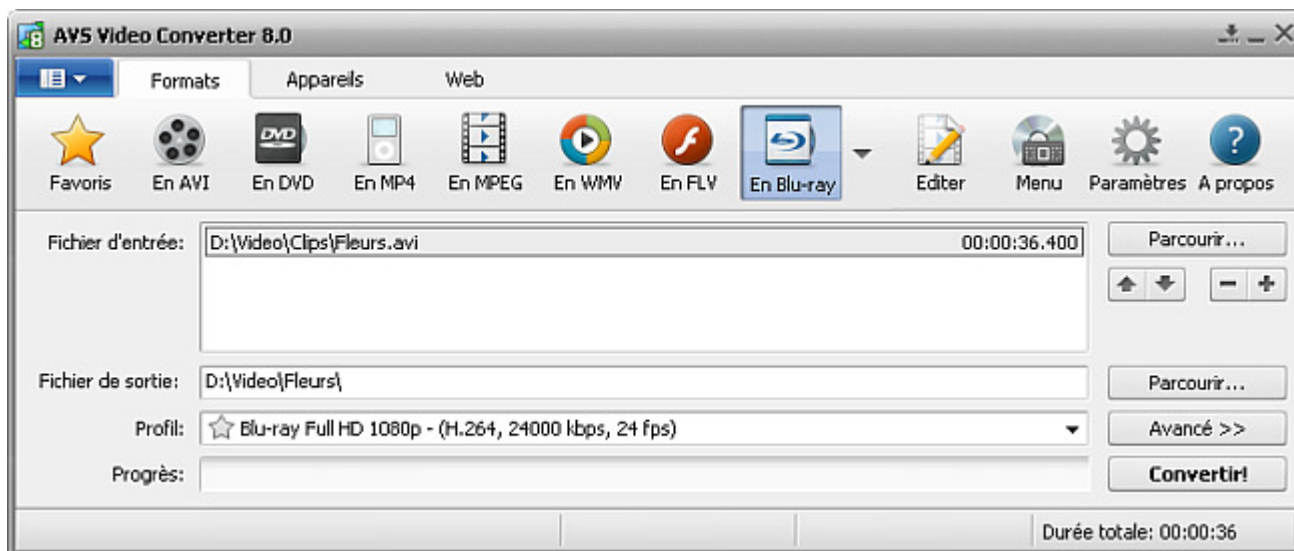 AVS Video Converter 8.0
Formats Appareils Web
Favoris En AVI En DVD En MP4 En MPEG En WMV En FLV En Blu-ray Editer Menu Paramètres A propos
Fichier d'entrée: D:\Video\Clips\Fleurs.avi 00:00:36.400 Parcourir...
Fichier de sortie: D:\Video\Fleurs\ Parcourir...
Profil: Blu-ray Full HD 1080p - (H.264, 24000 kbps, 24 fps) Avancé >>
Progrès: Convertir!
Durée totale: 00:00:36